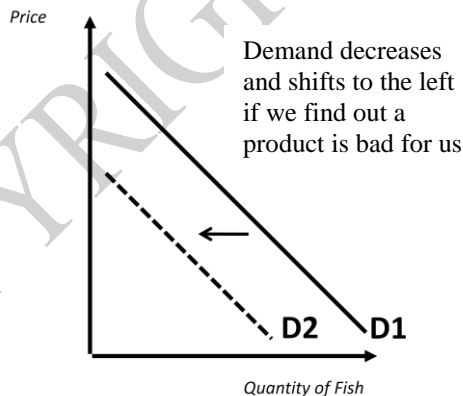 Price
Demand decreases
and shifts to the left
if we find out a
product is bad for us
D2 D1
Quantity of Fish